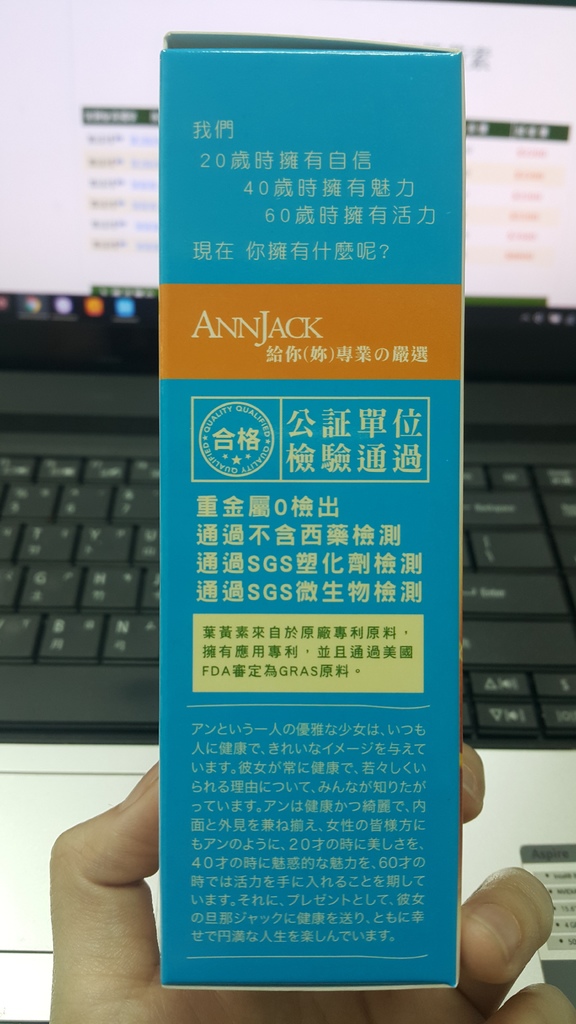 我們
20歲時擁有自信
40歲時擁有魅力
60歲時擁有活力
現在 你擁有什麼呢?
ANNJACK
給你(妳)專業の嚴選
QUALITY QUALIFIED
合格
QUALITY QUALIFIED
公証單位
檢驗通過
重金屬0檢出
通過不含西藥檢測
通過SGS塑化劑檢測
通過SGS微生物檢測
葉黃素來自於原廠專利原料，
擁有應用專利，並且通過美國
FDA審定為GRAS原料。
アンという一人の優雅な少女は、いつも
人に健康で、きれいなイメージを与えて
います。彼女が常に健康で、若々しくい
られる理由について、みんなが知りたが
っています。アンは健康かつ綺麗で、内
面と外見を兼ね揃え、女性の皆様方に
もアンのように、20才の時に美しさを、
40才の時に魅惑的な魅力を、60才の
時では活力を手に入れることを期して
います。それに、プレゼントとして、彼女
の旦那ジャックに健康を送り、ともに幸
せで円満な人生を楽しんでいます。
Aspire